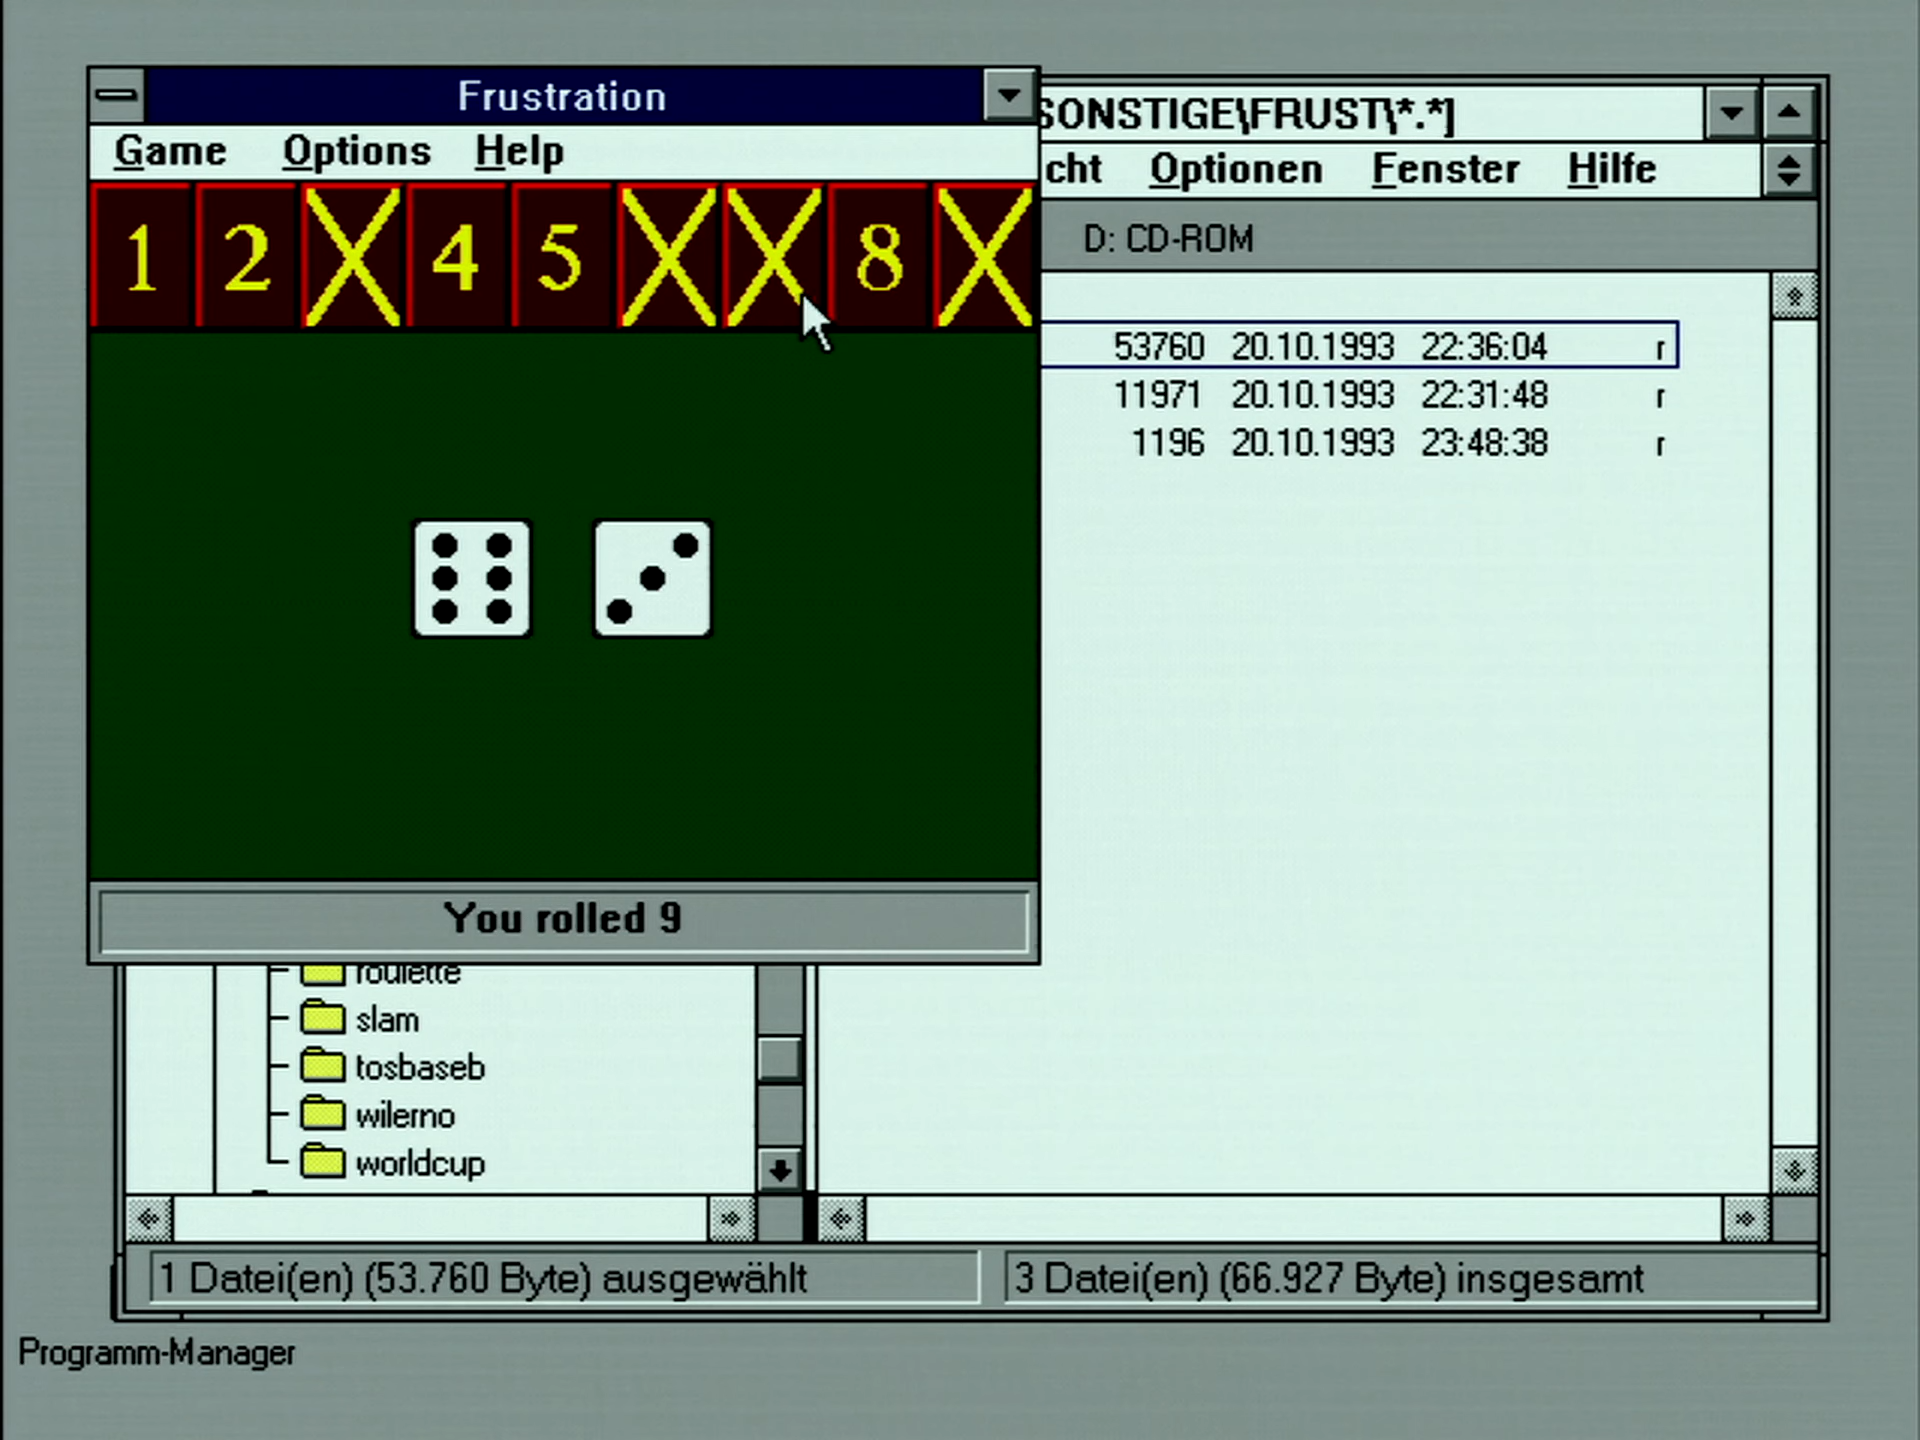 Frustration
Game Options Help
1 2 4 5 8
You rolled 9
SONSTIGE\FRUST\*.*]
cht Optionen Fenster Hilfe
D: CD-ROM
53760 20.10.1993 22:36:04 r
11971 20.10.1993 22:31:48 r
1196 20.10.1993 23:48:38 r
roulette
slam
tosbaseb
wilerno
worldcup
1 Datei(en) (53.760 Byte) ausgewählt
3 Datei(en) (66.927 Byte) insgesamt
Programm-Manager